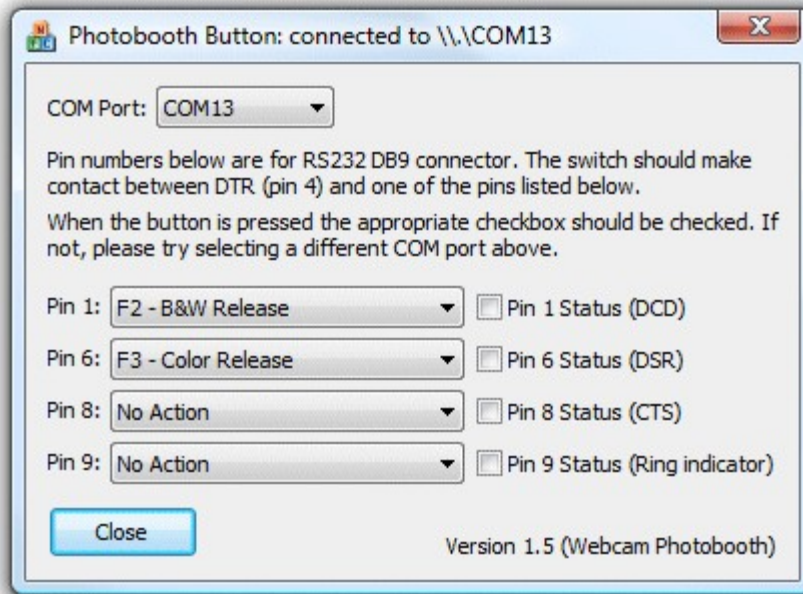 Photobooth Button: connected to \\.\COM13
COM Port: COM13
Pin numbers below are for RS232 DB9 connector. The switch should make
contact between DTR (pin 4) and one of the pins listed below.
When the button is pressed the appropriate checkbox should be checked. If
not, please try selecting a different COM port above.
Pin 1: F2 - B&W Release Pin 1 Status (DCD)
Pin 6: F3 - Color Release Pin 6 Status (DSR)
Pin 8: No Action Pin 8 Status (CTS)
Pin 9: No Action Pin 9 Status (Ring indicator)
Close
Version 1.5 (Webcam Photobooth)